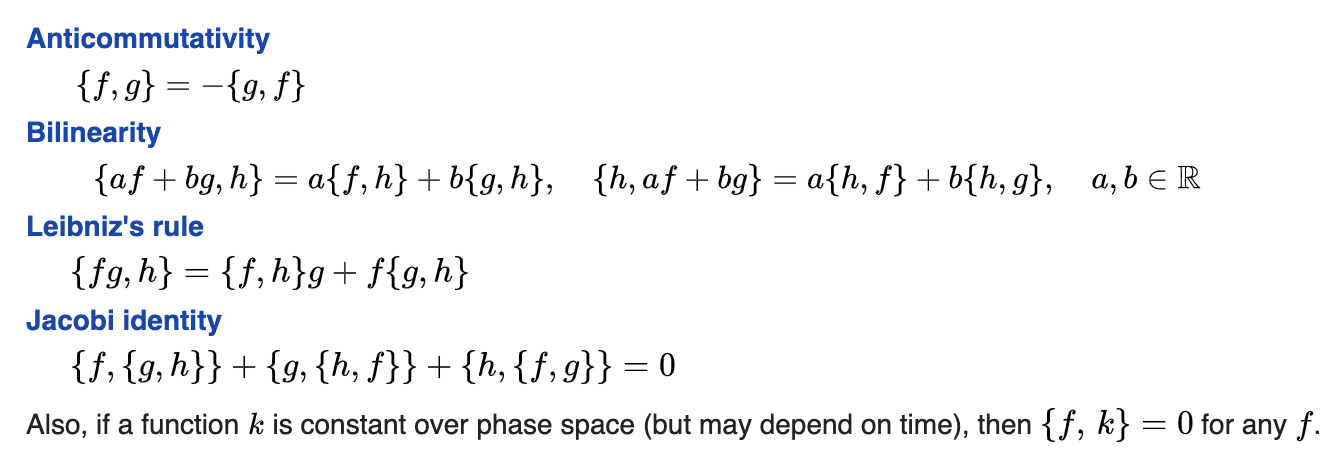 Anticommutativity
{f, g} = −{g, f}
Bilinearity
{af + bg, h} = a{f, h} + b{g, h},  {h, af + bg} = a{h, f} + b{h, g},  a, b ∈ ℝ
Leibniz's rule
{fg, h} = {f, h}g + f{g, h}
Jacobi identity
{f, {g, h}} + {g, {h, f}} + {h, {f, g}} = 0
Also, if a function k is constant over phase space (but may depend on time), then {f, k} = 0 for any f.